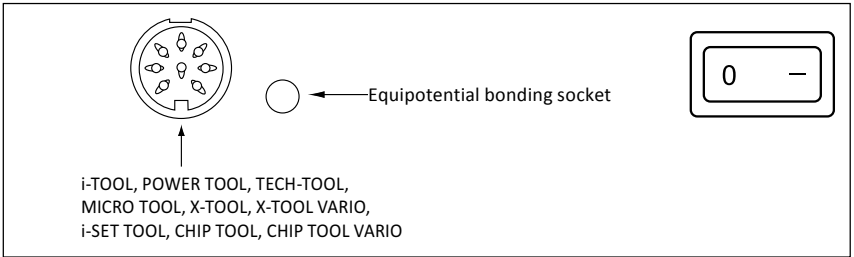 Equipotential bonding socket
0 –
i-TOOL, POWER TOOL, TECH-TOOL,
MICRO TOOL, X-TOOL, X-TOOL VARIO,
i-SET TOOL, CHIP TOOL, CHIP TOOL VARIO